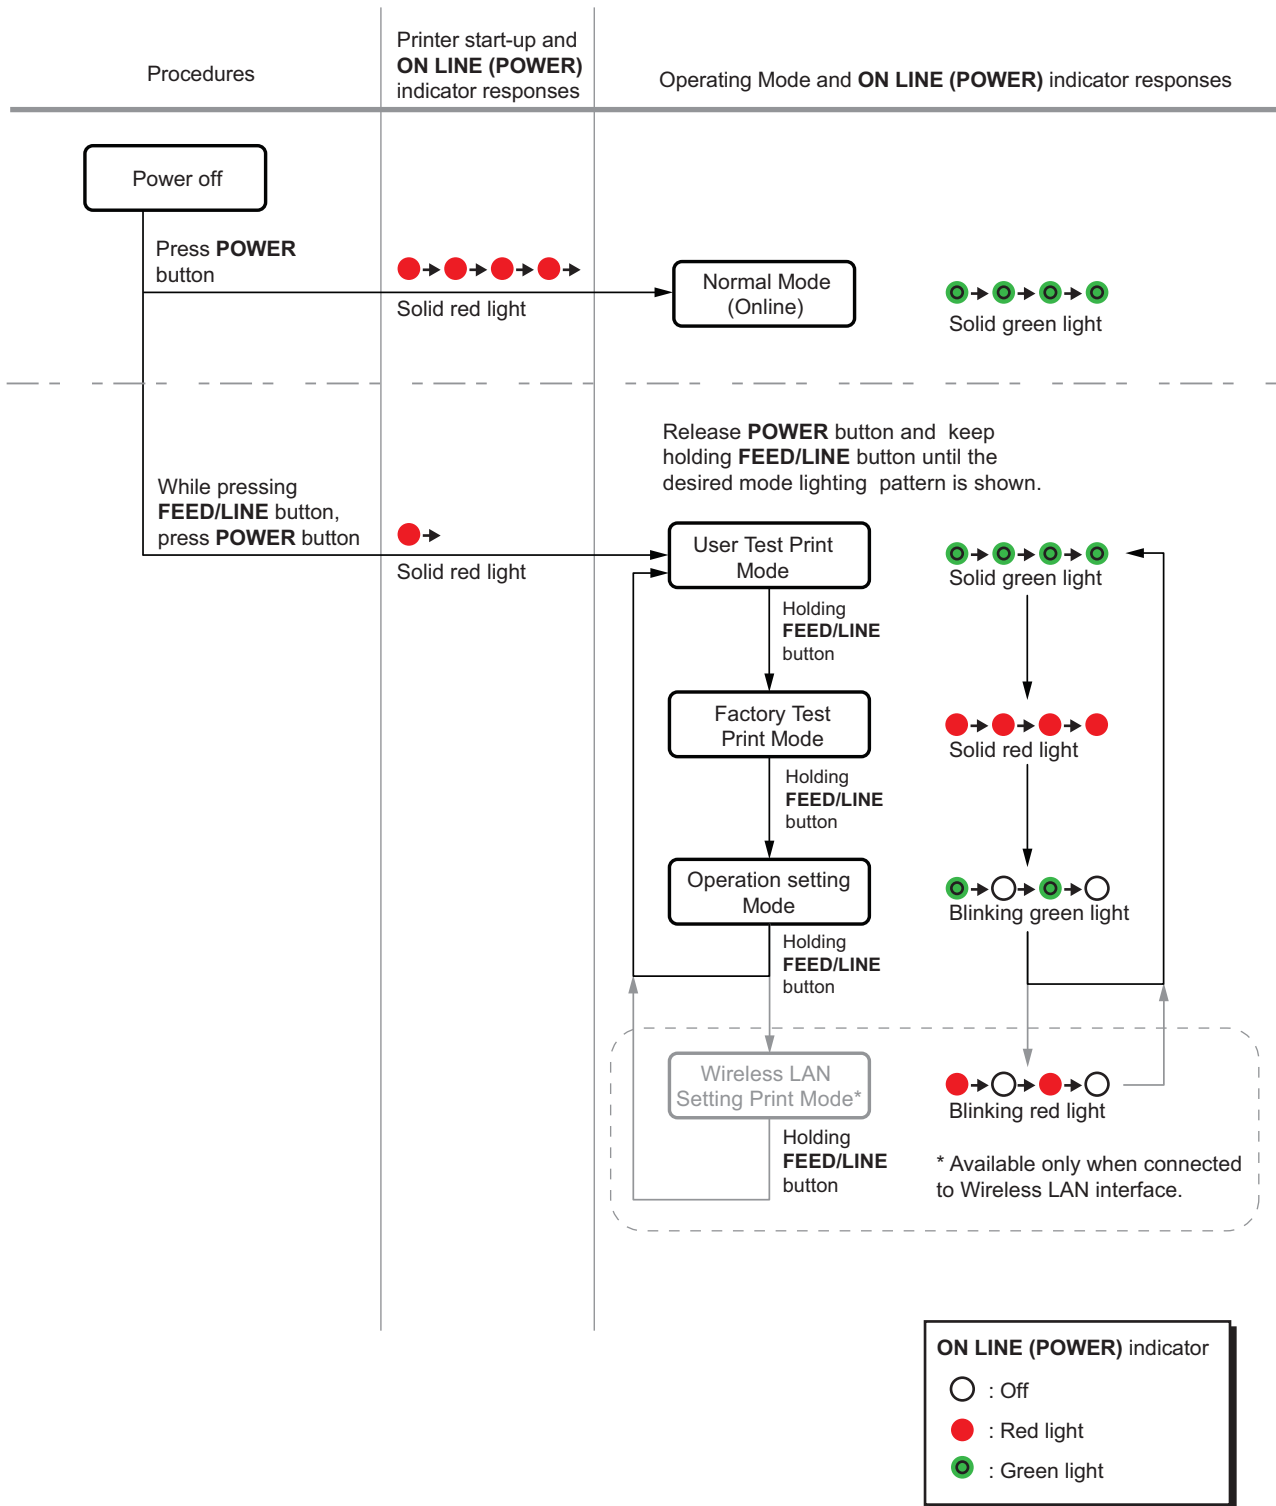 Procedures
Printer start-up and
ON LINE (POWER)
indicator responses
Operating Mode and ON LINE (POWER) indicator responses
Power off
Press POWER
button
Solid red light
Normal Mode
(Online)
Solid green light
Release POWER button and keep
holding FEED/LINE button until the
desired mode lighting pattern is shown.
While pressing
FEED/LINE button,
press POWER button
Solid red light
User Test Print
Mode
Solid green light
Holding
FEED/LINE
button
Factory Test
Print Mode
Solid red light
Holding
FEED/LINE
button
Operation setting
Mode
Blinking green light
Holding
FEED/LINE
button
Wireless LAN
Setting Print Mode*
Blinking red light
Holding
FEED/LINE
button
* Available only when connected
to Wireless LAN interface.
ON LINE (POWER) indicator
: Off
: Red light
: Green light